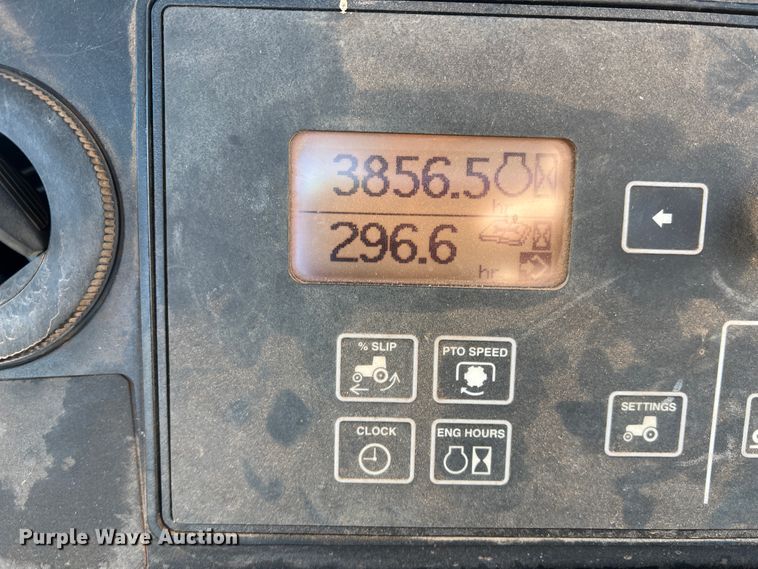 3856.5
hr
296.6
hr
% SLIP
PTO SPEED
CLOCK
ENG HOURS
SETTINGS
Purple Wave Auction